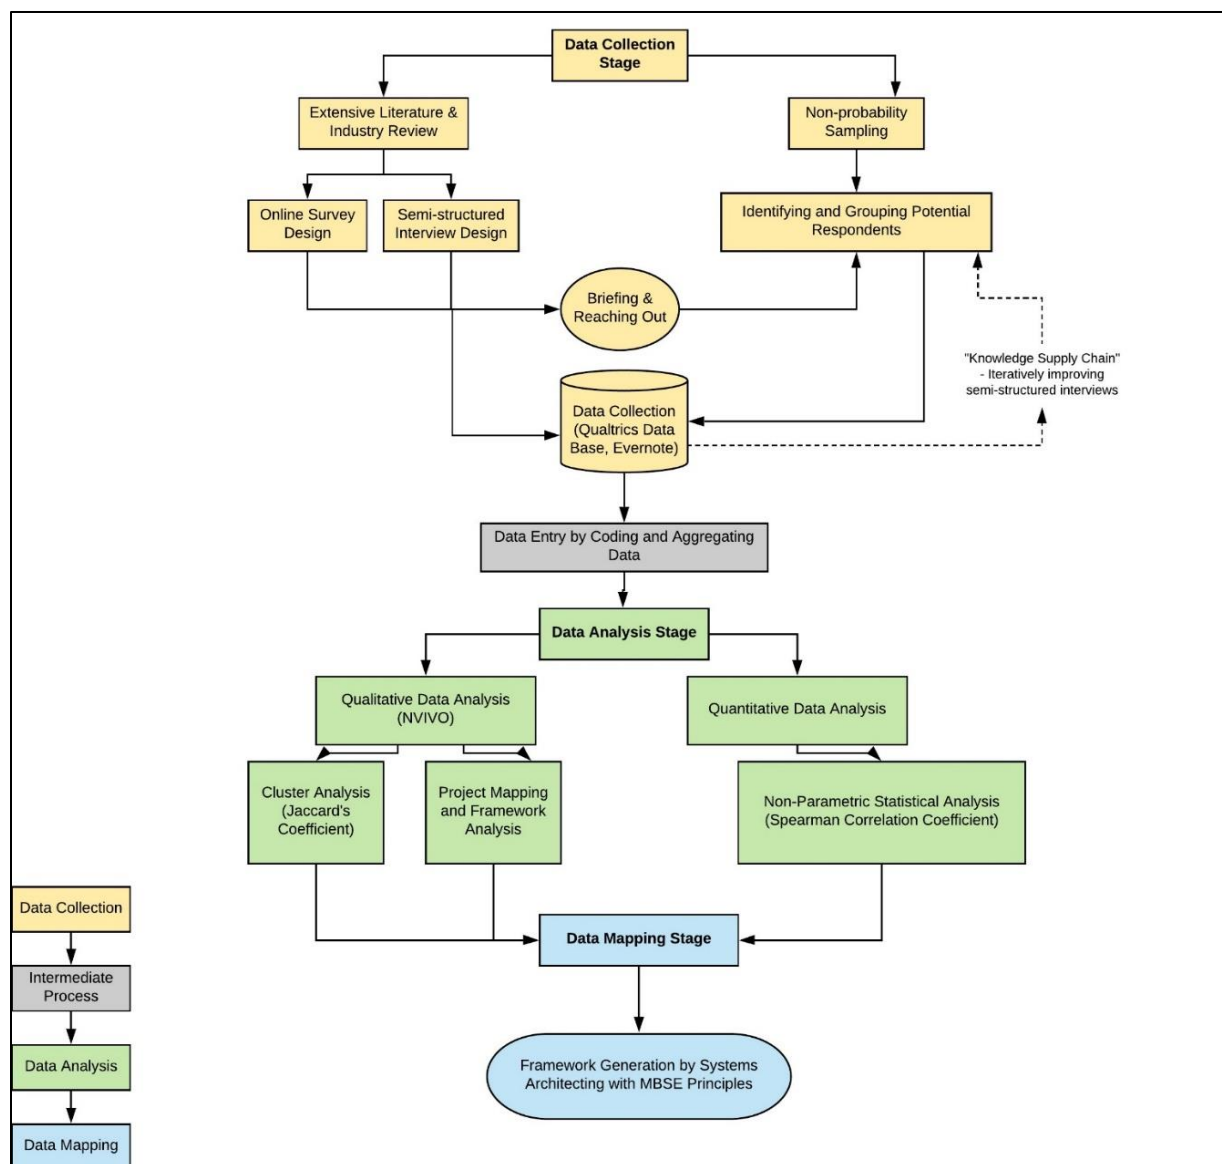 Data Collection
Stage
Extensive Literature &
Industry Review
Non-probability
Sampling
Online Survey
Design
Semi-structured
Interview Design
Identifying and Grouping Potential
Respondents
Briefing &
Reaching Out
"Knowledge Supply Chain"
- Iteratively improving
semi-structured interviews
Data Collection
(Qualtrics Data
Base, Evernote)
Data Entry by Coding and Aggregating
Data
Data Analysis Stage
Qualitative Data Analysis
(NVIVO)
Quantitative Data Analysis
Cluster Analysis
(Jaccard's
Coefficient)
Project Mapping
and Framework
Analysis
Non-Parametric Statistical Analysis
(Spearman Correlation Coefficient)
Data Mapping Stage
Framework Generation by Systems
Architecting with MBSE Principles
Data Collection
Intermediate
Process
Data Analysis
Data Mapping